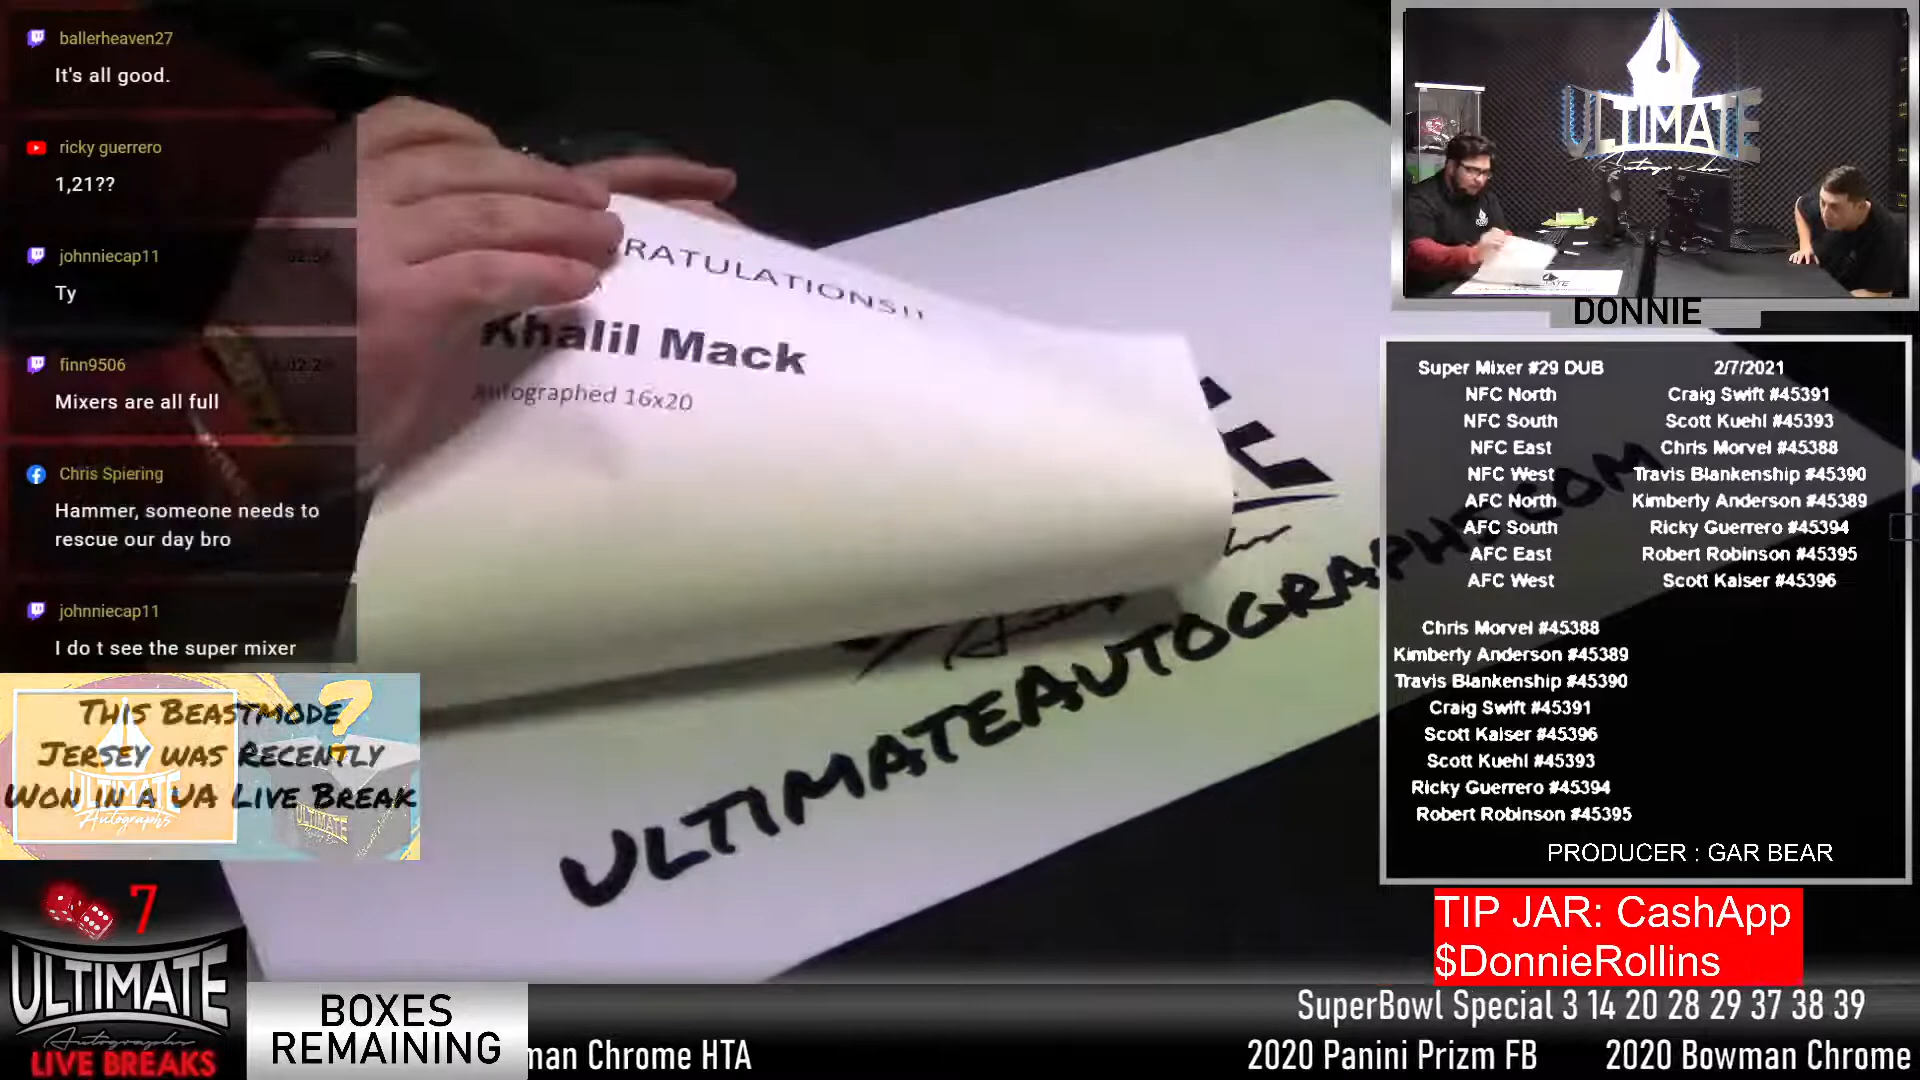 ballerheaven27
It's all good.
ricky guerrero
1,21??
johnniecap11
Ty
finn9506
Mixers are all full
Chris Spiering
Hammer, someone needs to
rescue our day bro
johnniecap11
I do t see the super mixer
THIS BEASTMODE
JERSEY WAS RECENTLY
WON IN A UA LIVE BREAK
ULTIMATE
Autographs
7
ULTIMATE
Autographs
LIVE BREAKS
BOXES
REMAINING
RATULATIONS!!
Khalil Mack
Autographed 16x20
ULTIMATEAUTOGRAPHS.COM
ULTIMATE
Autographs
DONNIE
Super Mixer #29 DUB 2/7/2021
NFC North Craig Swift #45391
NFC South Scott Kuehl #45393
NFC East Chris Morvel #45388
NFC West Travis Blankenship #45390
AFC North Kimberly Anderson #45389
AFC South Ricky Guerrero #45394
AFC East Robert Robinson #45395
AFC West Scott Kaiser #45396
Chris Morvel #45388
Kimberly Anderson #45389
Travis Blankenship #45390
Craig Swift #45391
Scott Kaiser #45396
Scott Kuehl #45393
Ricky Guerrero #45394
Robert Robinson #45395
PRODUCER : GAR BEAR
TIP JAR: CashApp
$DonnieRollins
SuperBowl Special 3 14 20 28 29 37 38 39
man Chrome HTA 2020 Panini Prizm FB 2020 Bowman Chrome